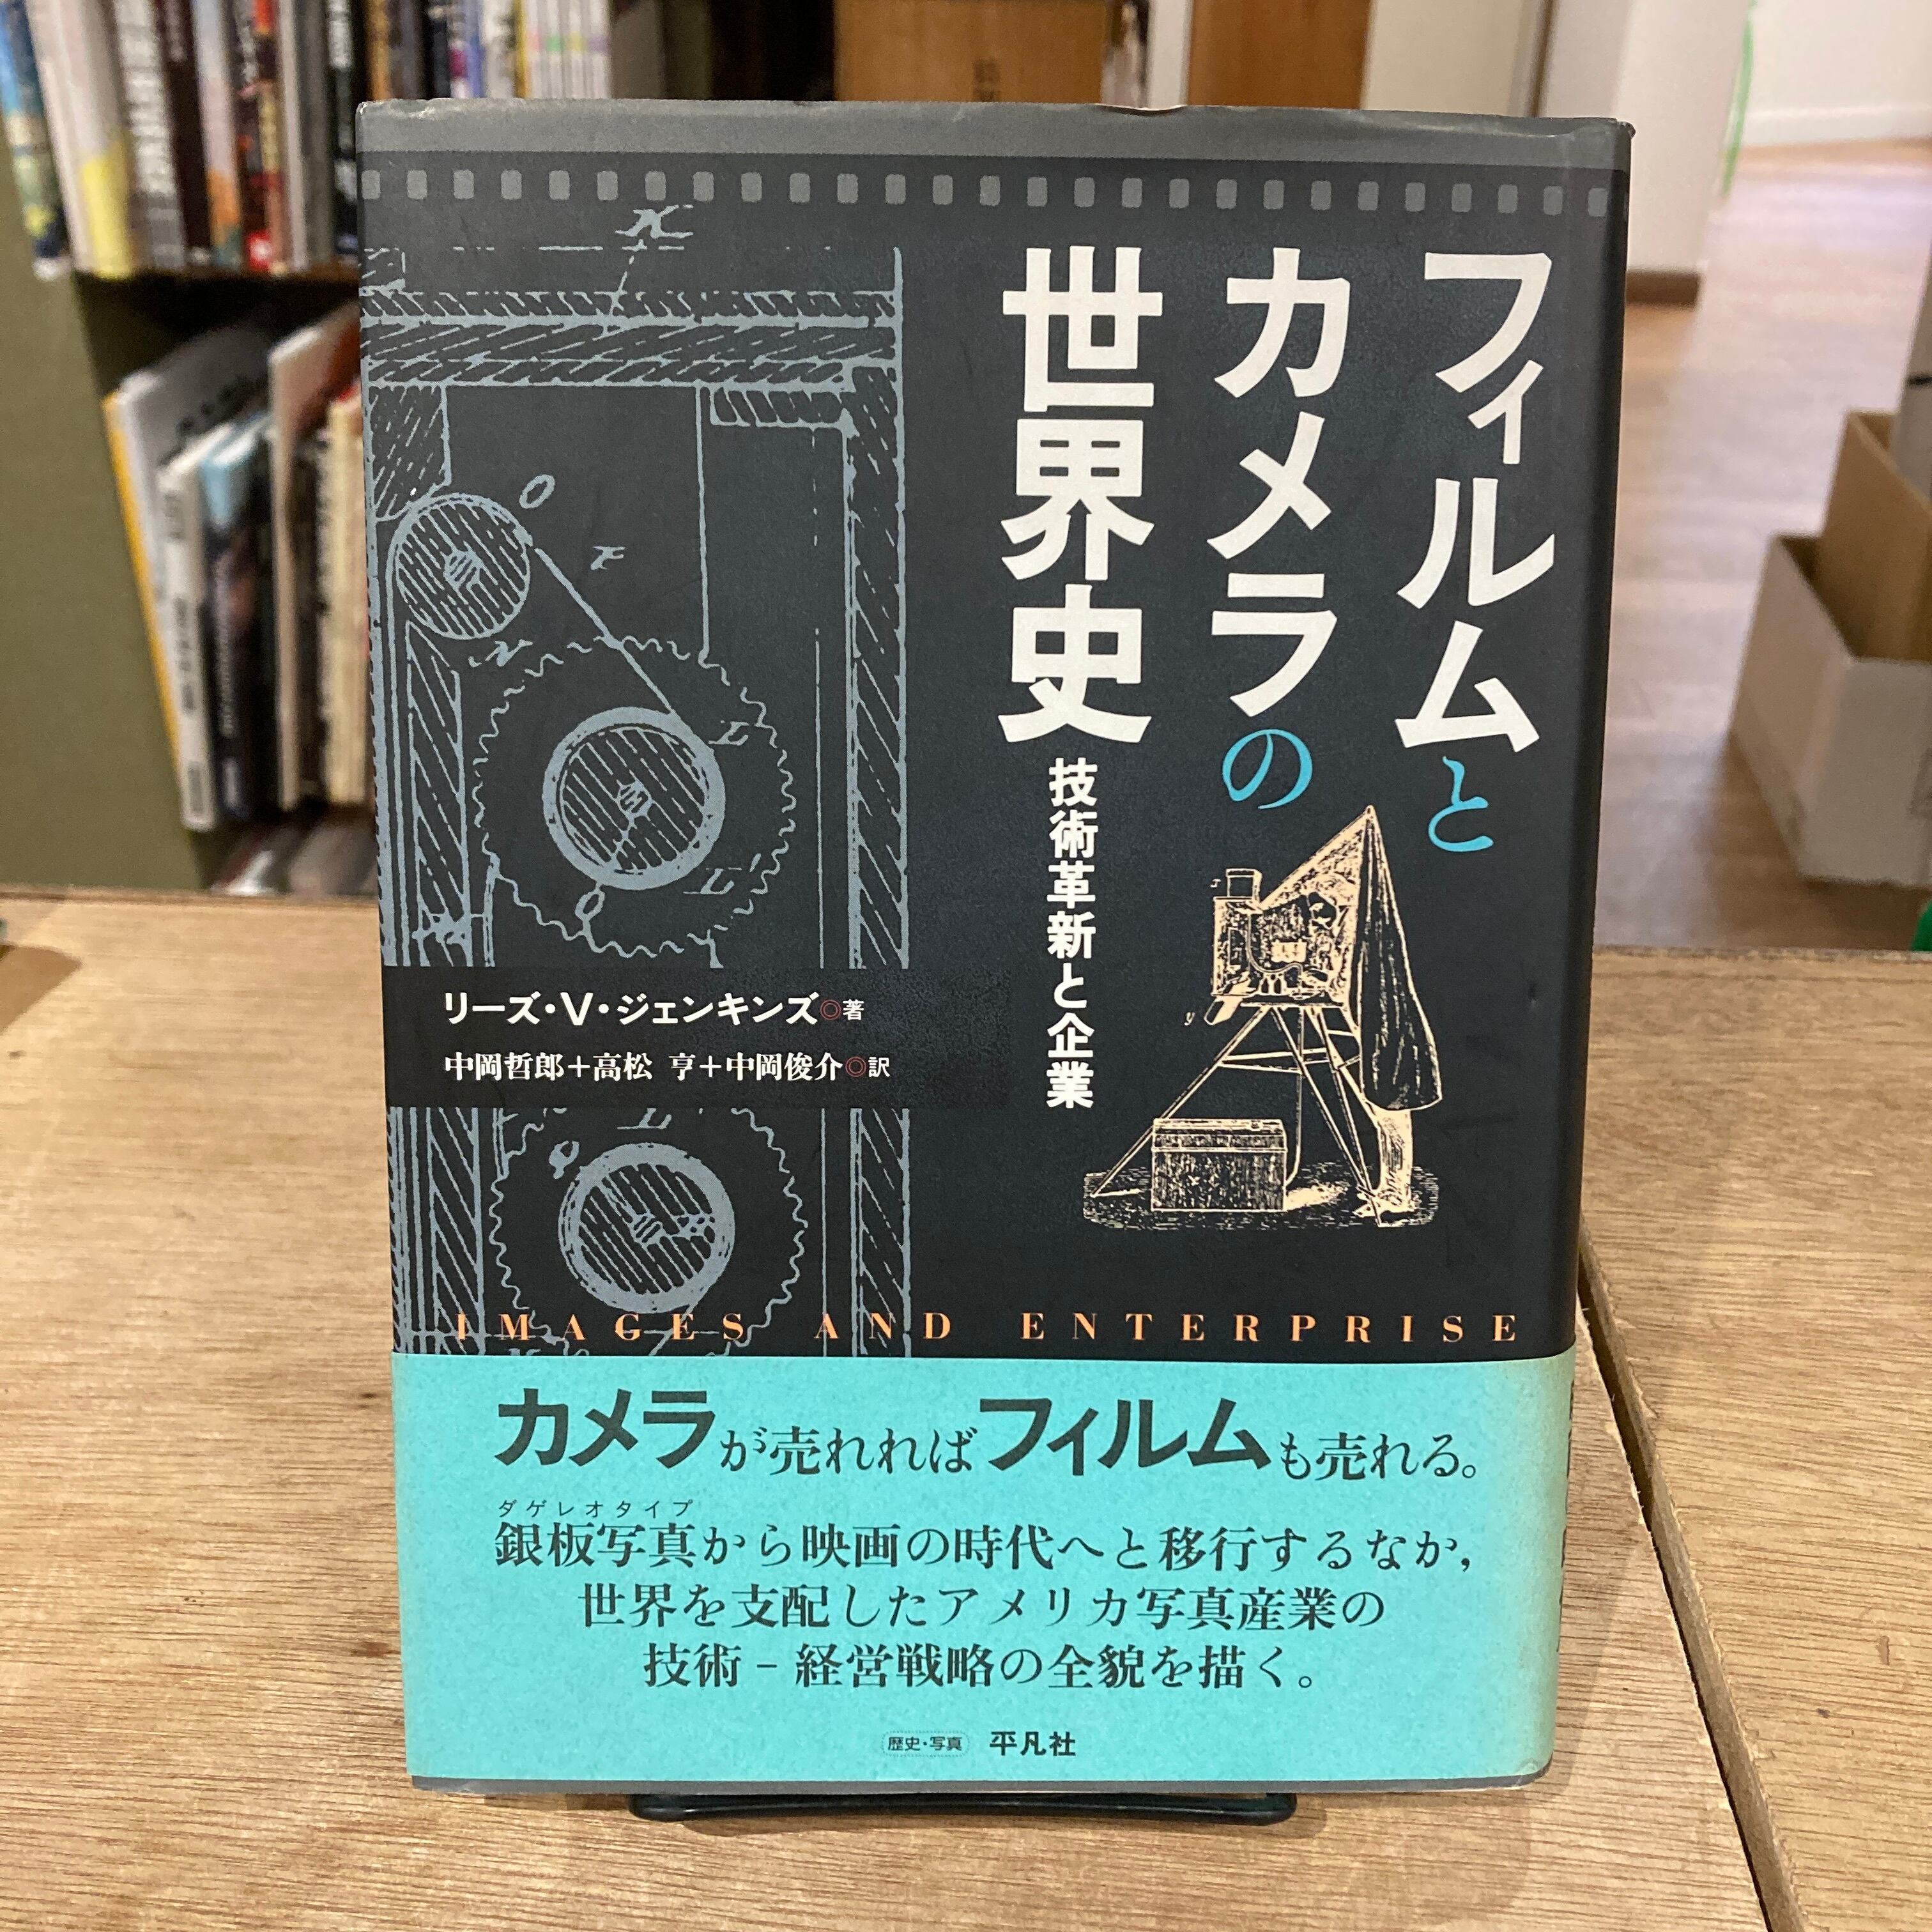 フィルムと
カメラの
世界史
技術革新と企業
リーズ・V・ジェンキンズ◎著
中岡哲郎+高松 亨+中岡俊介◎訳
IMAGES AND ENTERPRISE
カメラが売れればフィルムも売れる。
ダゲレオタイプ
銀板写真から映画の時代へと移行するなか,
世界を支配したアメリカ写真産業の
技術－経営戦略の全貌を描く。
歴史・写真 平凡社